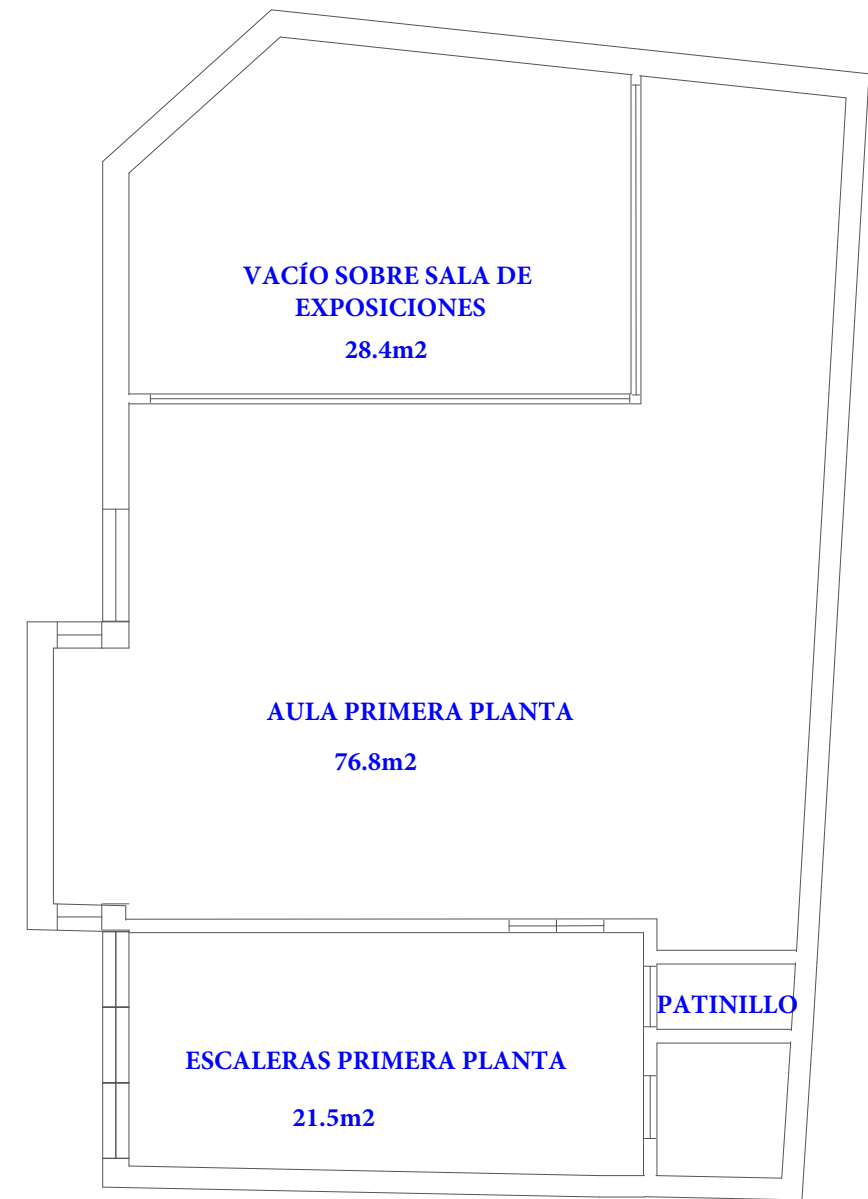 VACÍO SOBRE SALA DE
EXPOSICIONES
28.4m2
AULA PRIMERA PLANTA
76.8m2
PATINILLO
ESCALERAS PRIMERA PLANTA
21.5m2